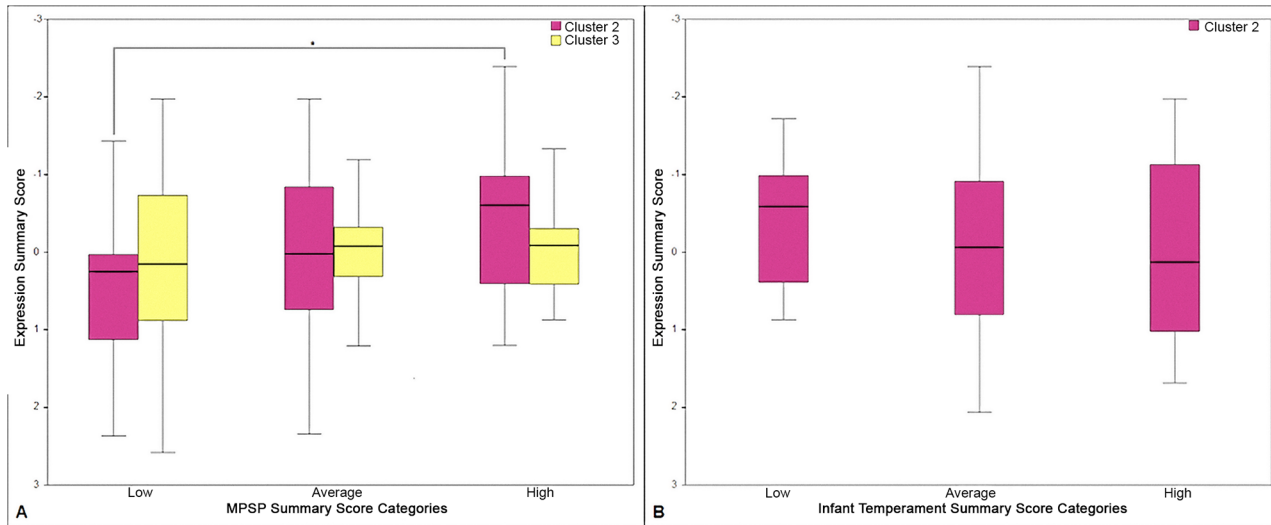 Cluster 2
Cluster 3
*
-3
-2
-1
0
1
2
3
Expression Summary Score
Low
Average
High
MPSP Summary Score Categories
A
Cluster 2
-3
-2
-1
0
1
2
3
Expression Summary Score
Low
Average
High
Infant Temperament Summary Score Categories
B